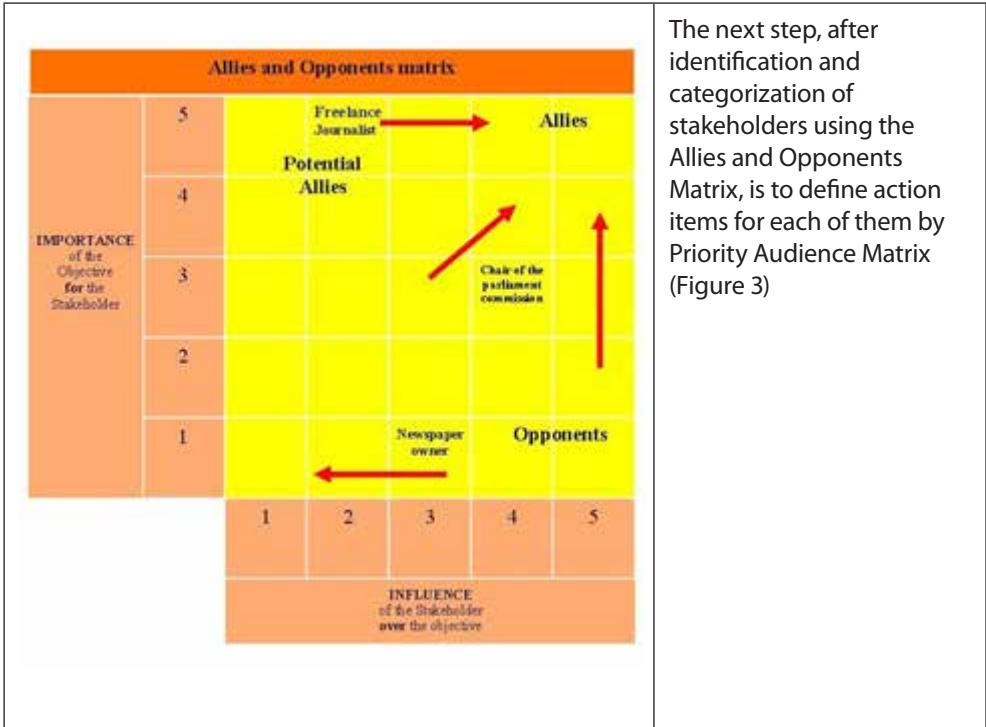 Allies and Opponents matrix
5
Freelance
Journalist
Allies
Potential
Allies
4
IMPORTANCE
of the
Objective
for the
Stakeholder
3
Chair of the
parliament
commission
2
1
Newspaper
owner
Opponents
1 2 3 4 5
INFLUENCE
of the Stakeholder
over the objective
The next step, after
identification and
categorization of
stakeholders using the
Allies and Opponents
Matrix, is to define action
items for each of them by
Priority Audience Matrix
(Figure 3)